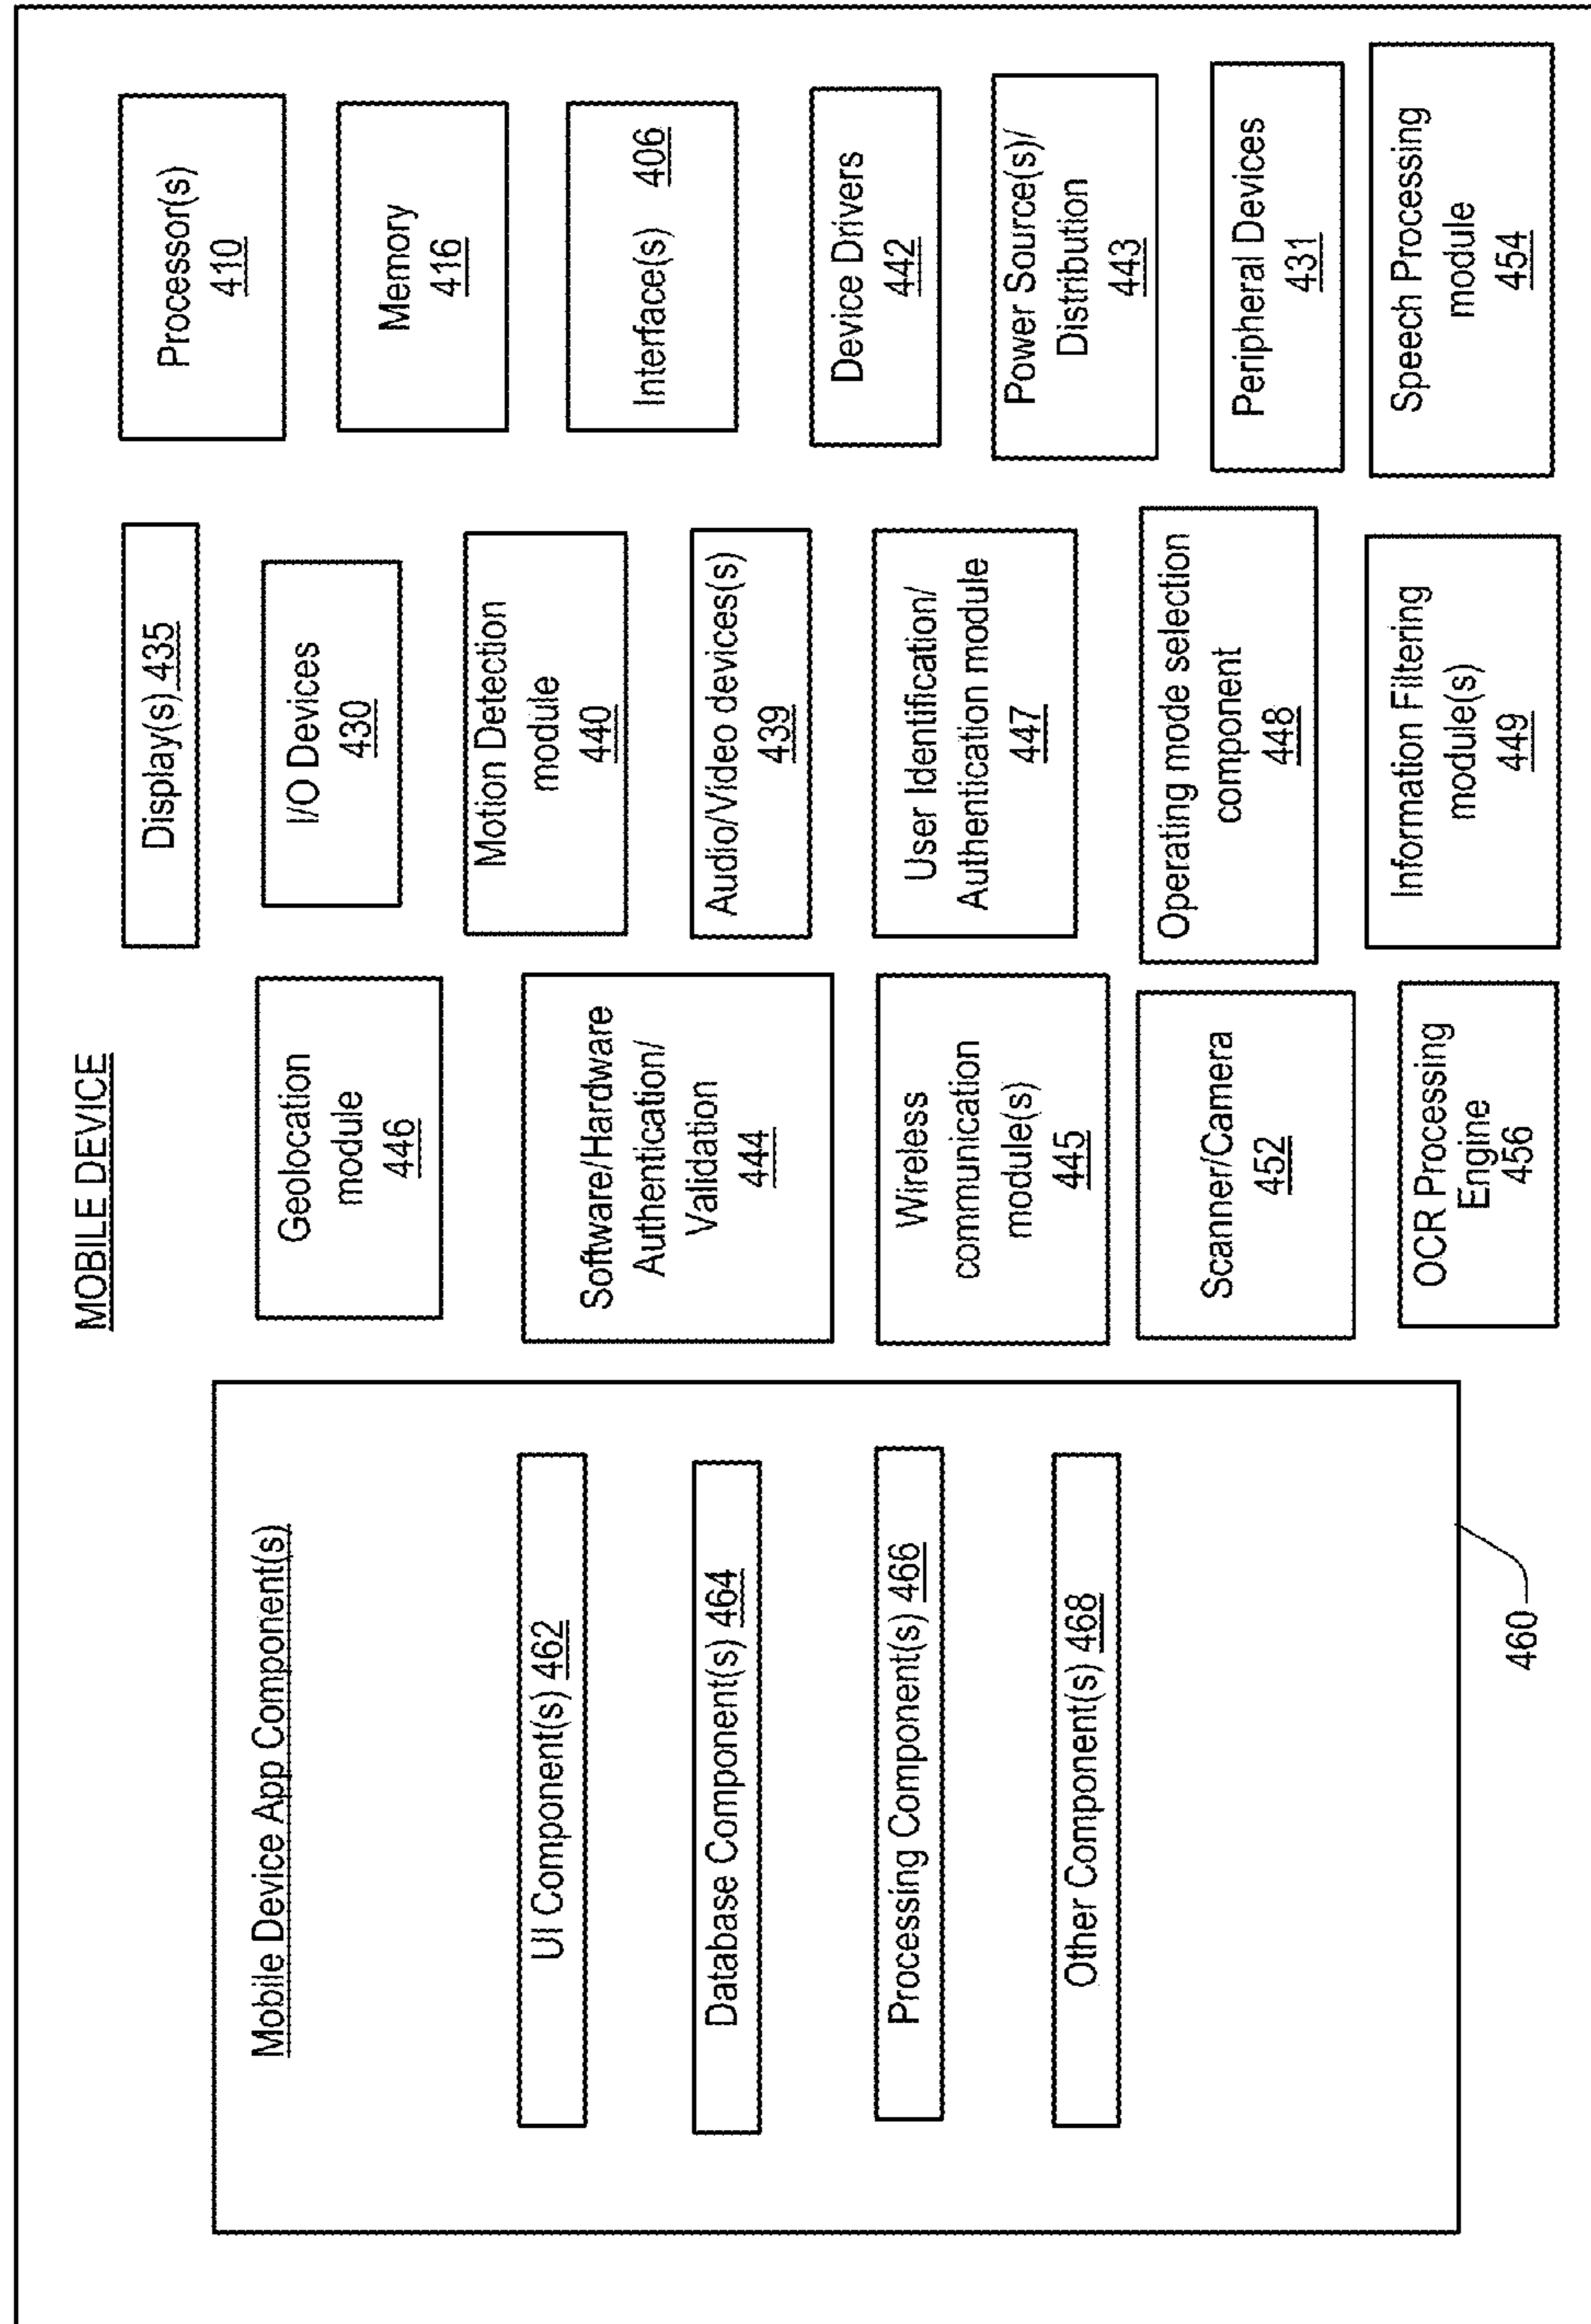 MOBILE DEVICE
Mobile Device App Component(s)
UI Component(s) 462
Database Component(s) 464
Processing Component(s) 466
Other Component(s) 468
460
Geolocation
module
446
Software/Hardware
Authentication/
Validation
444
Wireless
communication
module(s)
445
Scanner/Camera
452
OCR Processing
Engine
456
Display(s) 435
I/O Devices
430
Motion Detection
module
440
Audio/Video devices(s)
439
User Identification/
Authentication module
447
Operating mode selection
component
448
Information Filtering
module(s)
449
Processor(s)
410
Memory
416
Interface(s) 406
Device Drivers
442
Power Source(s)/
Distribution
443
Peripheral Devices
431
Speech Processing
module
454